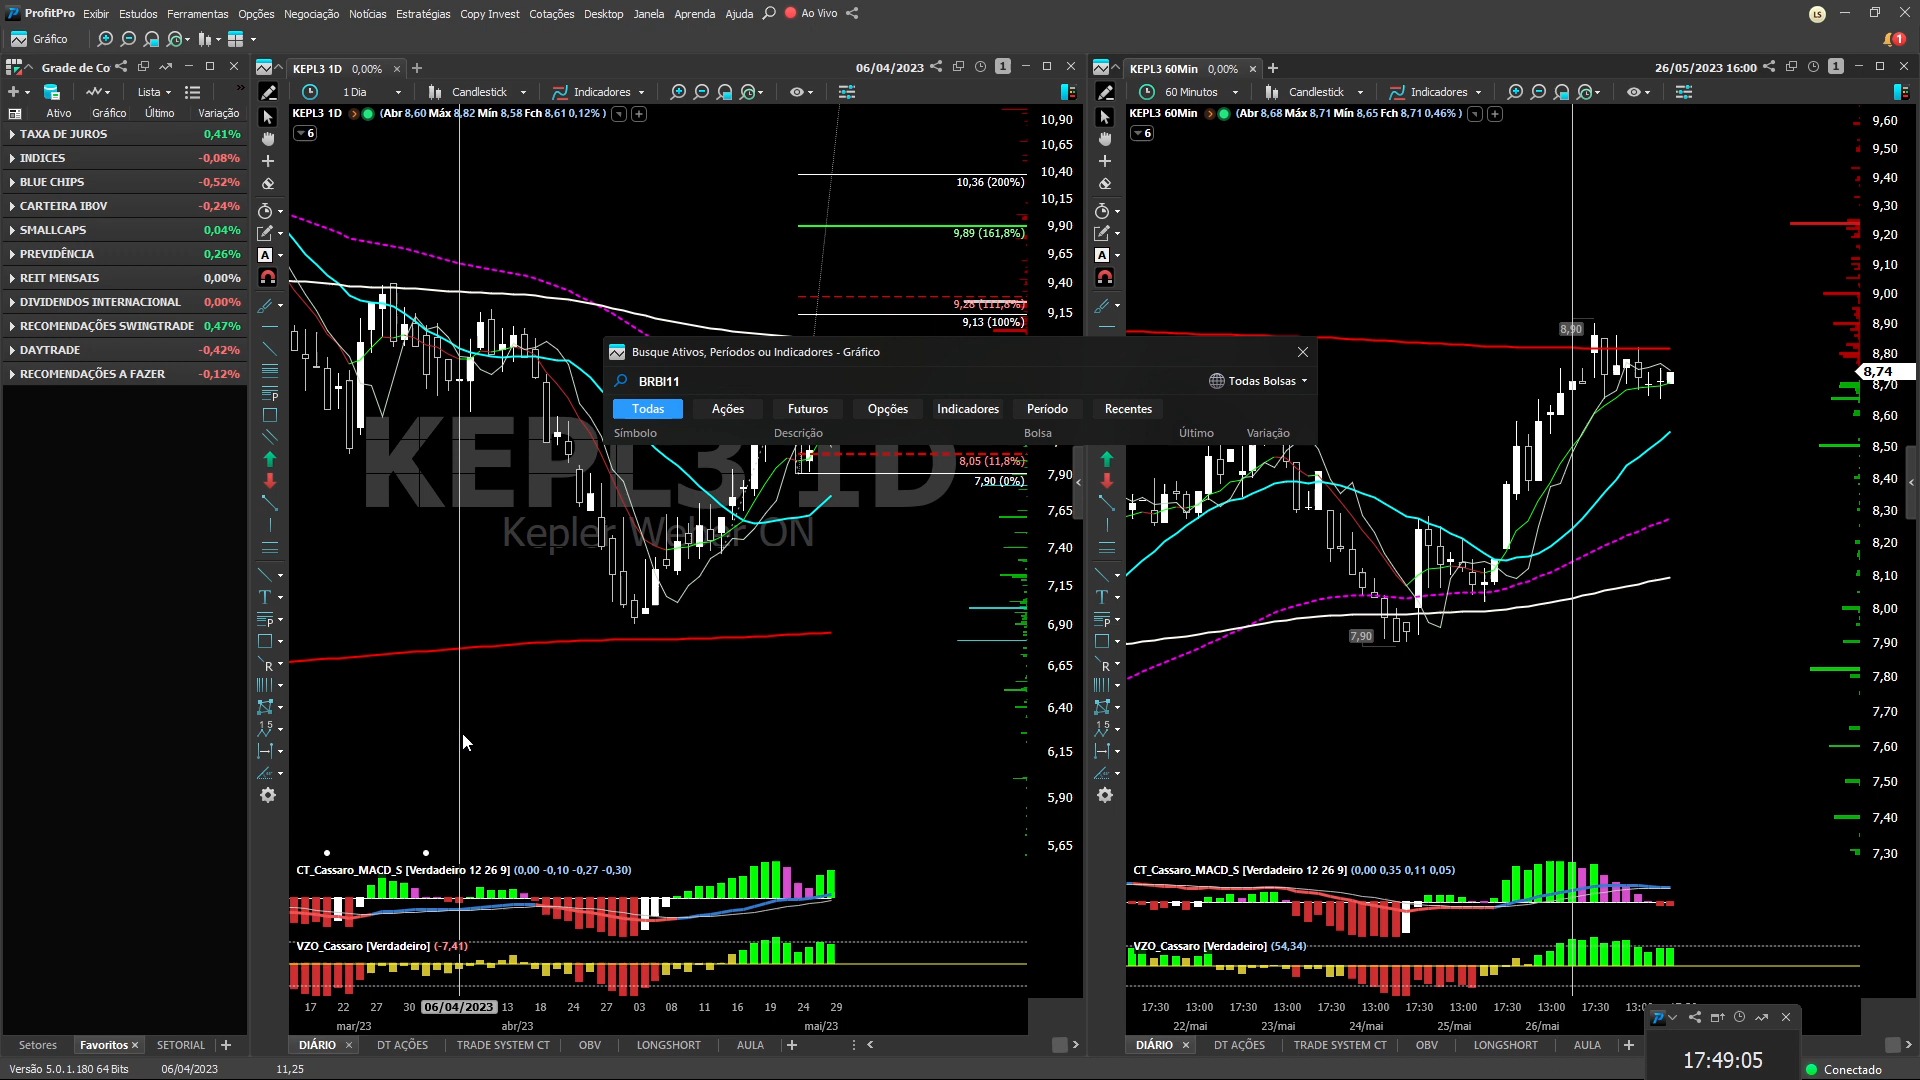 ProfitPro Exibir Estudos Ferramentas Opções Negociação Notícias Estratégias Copy Invest Cotações Desktop Janela Aprenda Ajuda Ao Vivo LS
Gráfico 1
Grade de Co
Lista
Ativo Gráfico Último Variação
TAXA DE JUROS 0,41%
INDICES -0,08%
BLUE CHIPS -0,52%
CARTEIRA IBOV -0,24%
SMALLCAPS 0,04%
PREVIDÊNCIA 0,26%
REIT MENSAIS 0,00%
DIVIDENDOS INTERNACIONAL 0,00%
RECOMENDAÇÕES SWINGTRADE 0,47%
DAYTRADE -0,42%
RECOMENDAÇÕES A FAZER -0,12%
Setores Favoritos SETORIAL
KEPL3 1D 0,00% 06/04/2023 1
1 Dia Candlestick Indicadores
KEPL3 1D (Abr 8,60 Máx 8,82 Mín 8,58 Fch 8,61 0,12%)
6
KEPL3 1D
Kepler Weber ON
10,36 (200%)
9,89 (161,8%)
9,28 (111,8%)
9,13 (100%)
8,05 (11,8%)
7,90 (0%)
10,90
10,65
10,40
10,15
9,90
9,65
9,40
9,15
7,90
7,65
7,40
7,15
6,90
6,65
6,40
6,15
5,90
5,65
CT_Cassaro_MACD_S [Verdadeiro 12 26 9] (0,00 -0,10 -0,27 -0,30)
VZO_Cassaro [Verdadeiro] (-7,41)
17 22 27 30 06/04/2023 13 18 24 27 03 08 11 16 19 24 29
mar/23 abr/23 mai/23
DIÁRIO DT AÇÕES TRADE SYSTEM CT OBV LONGSHORT AULA
Busque Ativos, Períodos ou Indicadores - Gráfico
BRBI11 Todas Bolsas
Todas Ações Futuros Opções Indicadores Período Recentes
Símbolo Descrição Bolsa Último Variação
KEPL3 60Min 0,00% 26/05/2023 16:00 1
60 Minutos Candlestick Indicadores
KEPL3 60Min (Abr 8,68 Máx 8,71 Mín 8,65 Fch 8,71 0,46%)
6
8,90
7,90
9,60
9,50
9,40
9,30
9,20
9,10
9,00
8,90
8,80
8,74
8,70
8,60
8,50
8,40
8,30
8,20
8,10
8,00
7,90
7,80
7,70
7,60
7,50
7,40
7,30
CT_Cassaro_MACD_S [Verdadeiro 12 26 9] (0,00 0,35 0,11 0,05)
VZO_Cassaro [Verdadeiro] (54,34)
17:30 13:00 17:30 13:00 17:30 13:00 17:30 13:00 17:30 13:00 17:30
22/mai 23/mai 24/mai 25/mai 26/mai
DIÁRIO DT AÇÕES TRADE SYSTEM CT OBV LONGSHORT AULA
17:49:05
Versão 5.0.1.180 64 Bits 06/04/2023 11,25 Conectado